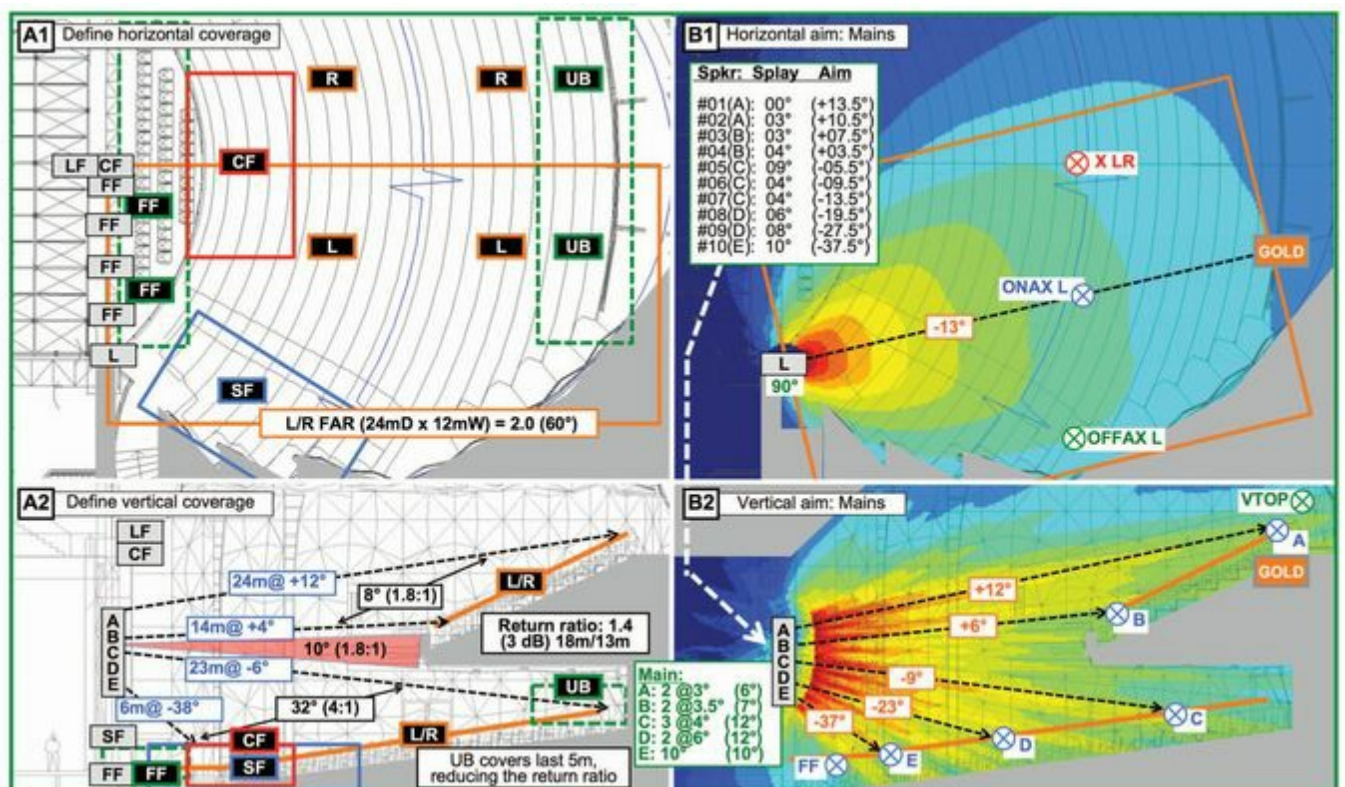 A1 Define horizontal coverage
R
R
UB
LF
CF
CF
FF
FF
FF
L
L
UB
FF
FF
FF
L
SF
L/R FAR (24mD x 12mW) = 2.0 (60°)
B1 Horizontal aim: Mains
Spkr: Splay Aim
#01(A): 00° (+13.5°)
#02(A): 03° (+10.5°)
#03(B): 03° (+07.5°)
#04(B): 04° (+03.5°)
#05(C): 09° (-05.5°)
#06(C): 04° (-09.5°)
#07(C): 04° (-13.5°)
#08(D): 06° (-19.5°)
#09(D): 08° (-27.5°)
#10(E): 10° (-37.5°)
X LR
GOLD
ONAX L
-13°
L
90°
OFFAX L
A2 Define vertical coverage
LF
CF
24m@ +12°
8° (1.8:1)
L/R
A
B
C
D
E
14m@ +4°
Return ratio: 1.4
(3 dB) 18m/13m
10° (1.8:1)
23m@ -6°
UB
6m@ -38°
32° (4:1)
SF
CF
L/R
FF
FF
SF
UB covers last 5m,
reducing the return ratio
B2 Vertical aim: Mains
VTOP
A
+12°
GOLD
A
B
C
D
E
+6°
B
Main:
A: 2 @3° (6°)
B: 2 @3.5° (7°)
C: 3 @4° (12°)
D: 2 @6° (12°)
E: 10° (10°)
-9°
-23°
-37°
C
D
E
FF